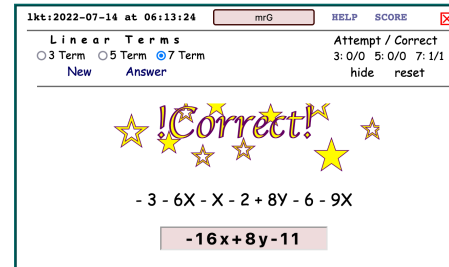 lkt:2022-07-14 at 06:13:24 mrG HELP SCORE X
Linear Terms Attempt / Correct
3 Term 5 Term 7 Term 3: 0/0 5: 0/0 7: 1/1
New Answer hide reset
!Correct!
- 3 - 6X - X - 2 + 8Y - 6 - 9X
-16x+8y-11